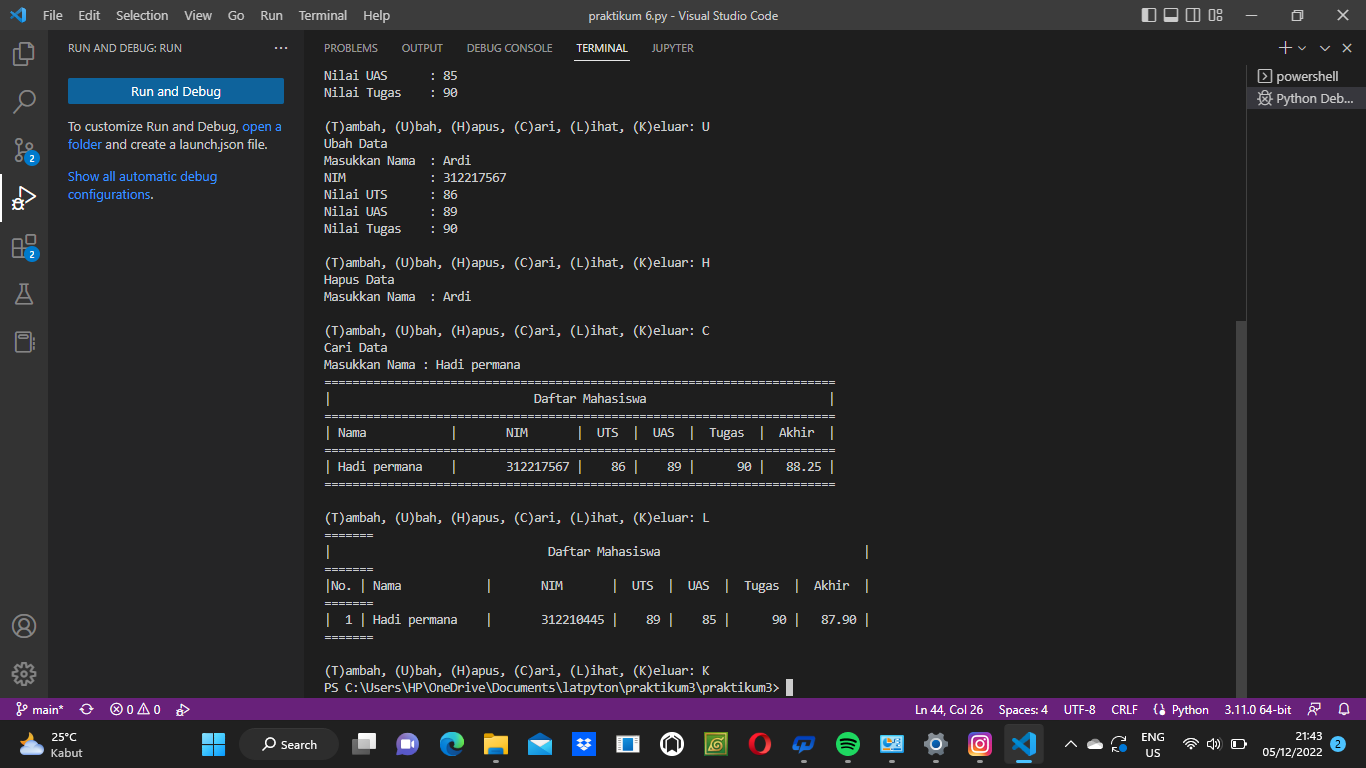 File Edit Selection View Go Run Terminal Help praktikum 6.py - Visual Studio Code
RUN AND DEBUG: RUN ...
Run and Debug
To customize Run and Debug, open a
folder and create a launch.json file.
Show all automatic debug
configurations.
2
2
PROBLEMS OUTPUT DEBUG CONSOLE TERMINAL JUPYTER
powershell
Python Deb...
Nilai UAS : 85
Nilai Tugas : 90
(T)ambah, (U)bah, (H)apus, (C)ari, (L)ihat, (K)eluar: U
Ubah Data
Masukkan Nama : Ardi
NIM : 312217567
Nilai UTS : 86
Nilai UAS : 89
Nilai Tugas : 90
(T)ambah, (U)bah, (H)apus, (C)ari, (L)ihat, (K)eluar: H
Hapus Data
Masukkan Nama : Ardi
(T)ambah, (U)bah, (H)apus, (C)ari, (L)ihat, (K)eluar: C
Cari Data
Masukkan Nama : Hadi permana
=========================================================================
| Daftar Mahasiswa |
=========================================================================
| Nama | NIM | UTS | UAS | Tugas | Akhir |
=========================================================================
| Hadi permana | 312217567 | 86 | 89 | 90 | 88.25 |
=========================================================================
(T)ambah, (U)bah, (H)apus, (C)ari, (L)ihat, (K)eluar: L
=======
| Daftar Mahasiswa |
=======
|No. | Nama | NIM | UTS | UAS | Tugas | Akhir |
=======
| 1 | Hadi permana | 312210445 | 89 | 85 | 90 | 87.90 |
=======
(T)ambah, (U)bah, (H)apus, (C)ari, (L)ihat, (K)eluar: K
PS C:\Users\HP\OneDrive\Documents\latpyton\praktikum3\praktikum3>
main* 0 0 Ln 44, Col 26 Spaces: 4 UTF-8 CRLF Python 3.11.0 64-bit
25°C
Kabut
Search
ENG
US
21:43
05/12/2022
2